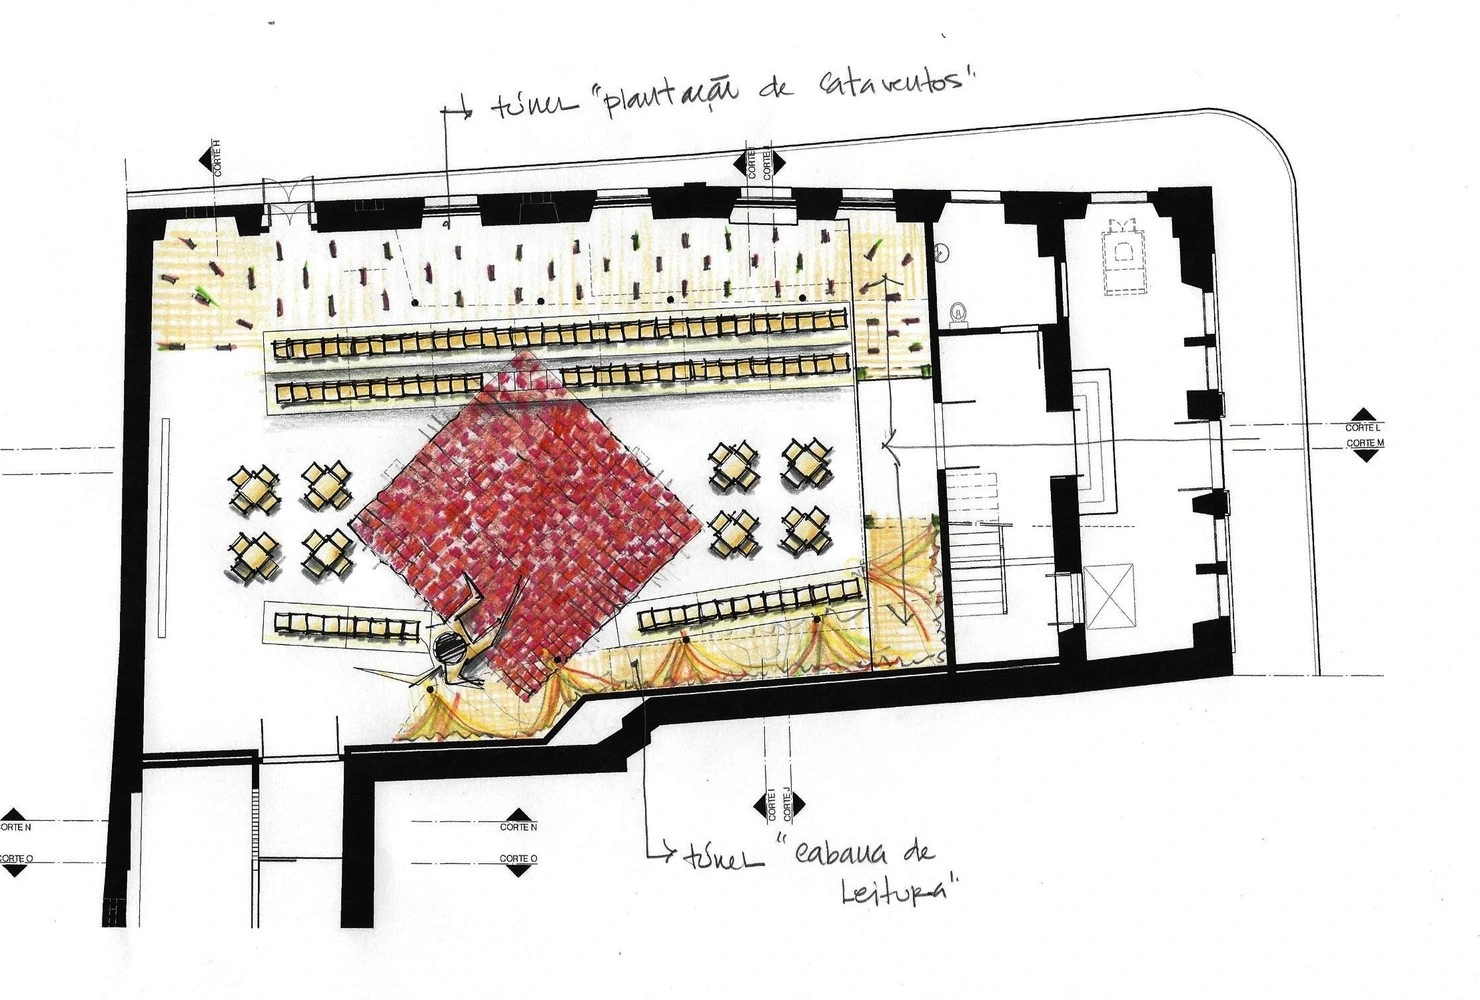 túnel "plantação de cataventos"
CORTE H
CORTE I
CORTE J
CORTE L
CORTE M
CORTE I
CORTE J
CORTE N
CORTE O
CORTE N
CORTE O
túnel "cabana de
Leitura"